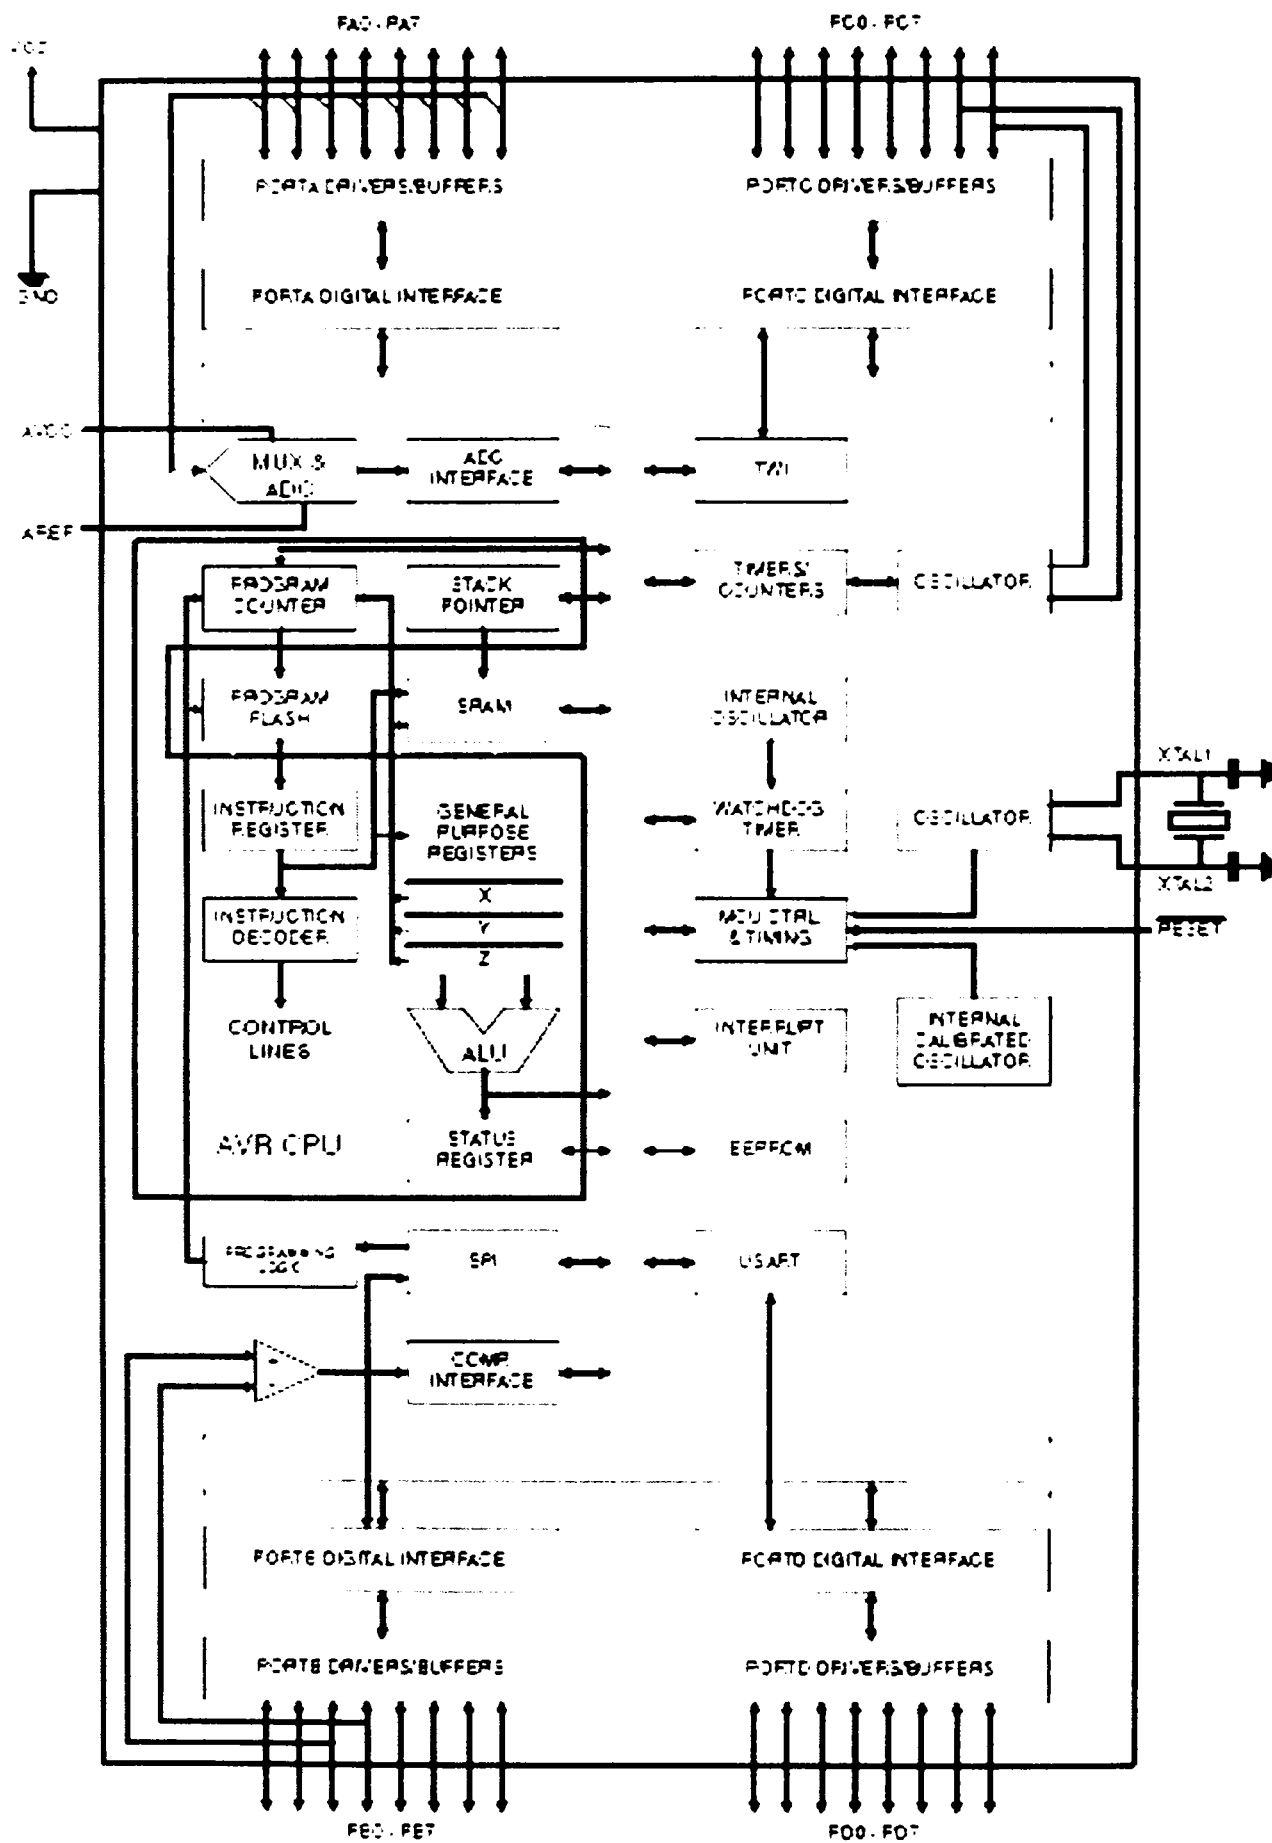 PA0 - PA7
PC0 - PC7
VCC
PORTA DRIVERS/BUFFERS
PORTC DRIVERS/BUFFERS
GND
PORTA DIGITAL INTERFACE
PORTC DIGITAL INTERFACE
AVCC
MUX &
ADC
ADC
INTERFACE
TWI
AREF
PROGRAM
COUNTER
STACK
POINTER
TIMERS/
COUNTERS
OSCILLATOR
PROGRAM
FLASH
SRAM
INTERNAL
OSCILLATOR
XTAL1
INSTRUCTION
REGISTER
GENERAL
PURPOSE
REGISTERS
WATCHDOG
TIMER
OSCILLATOR
XTAL2
X
INSTRUCTION
DECODER
Y
MCU CTRL.
& TIMING
RESET
Z
CONTROL
LINES
ALU
INTERRUPT
UNIT
INTERNAL
CALIBRATED
OSCILLATOR
AVR CPU
STATUS
REGISTER
EEPROM
PROGRAMMING
LOGIC
SPI
USART
+
-
COMP.
INTERFACE
PORTB DIGITAL INTERFACE
PORTD DIGITAL INTERFACE
PORTB DRIVERS/BUFFERS
PORTD DRIVERS/BUFFERS
PB0 - PB7
PD0 - PD7